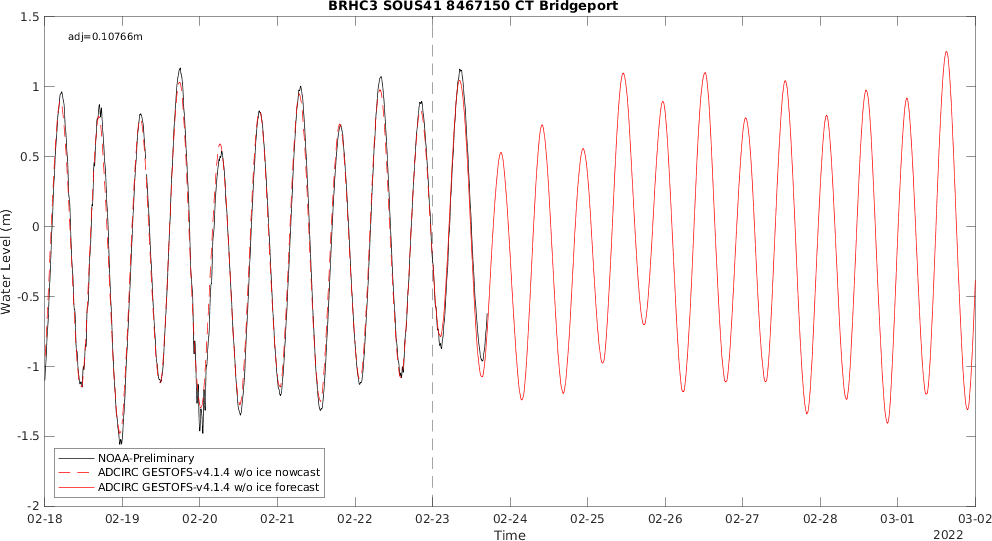 BRHC3 SOUS41 8467150 CT Bridgeport
adj=0.10766m
1.5
1
0.5
0
-0.5
-1
-1.5
-2
Water Level (m)
NOAA-Preliminary
ADCIRC GESTOFS-v4.1.4 w/o ice nowcast
ADCIRC GESTOFS-v4.1.4 w/o ice forecast
02-18 02-19 02-20 02-21 02-22 02-23 02-24 02-25 02-26 02-27 02-28 03-01 03-02
Time
2022